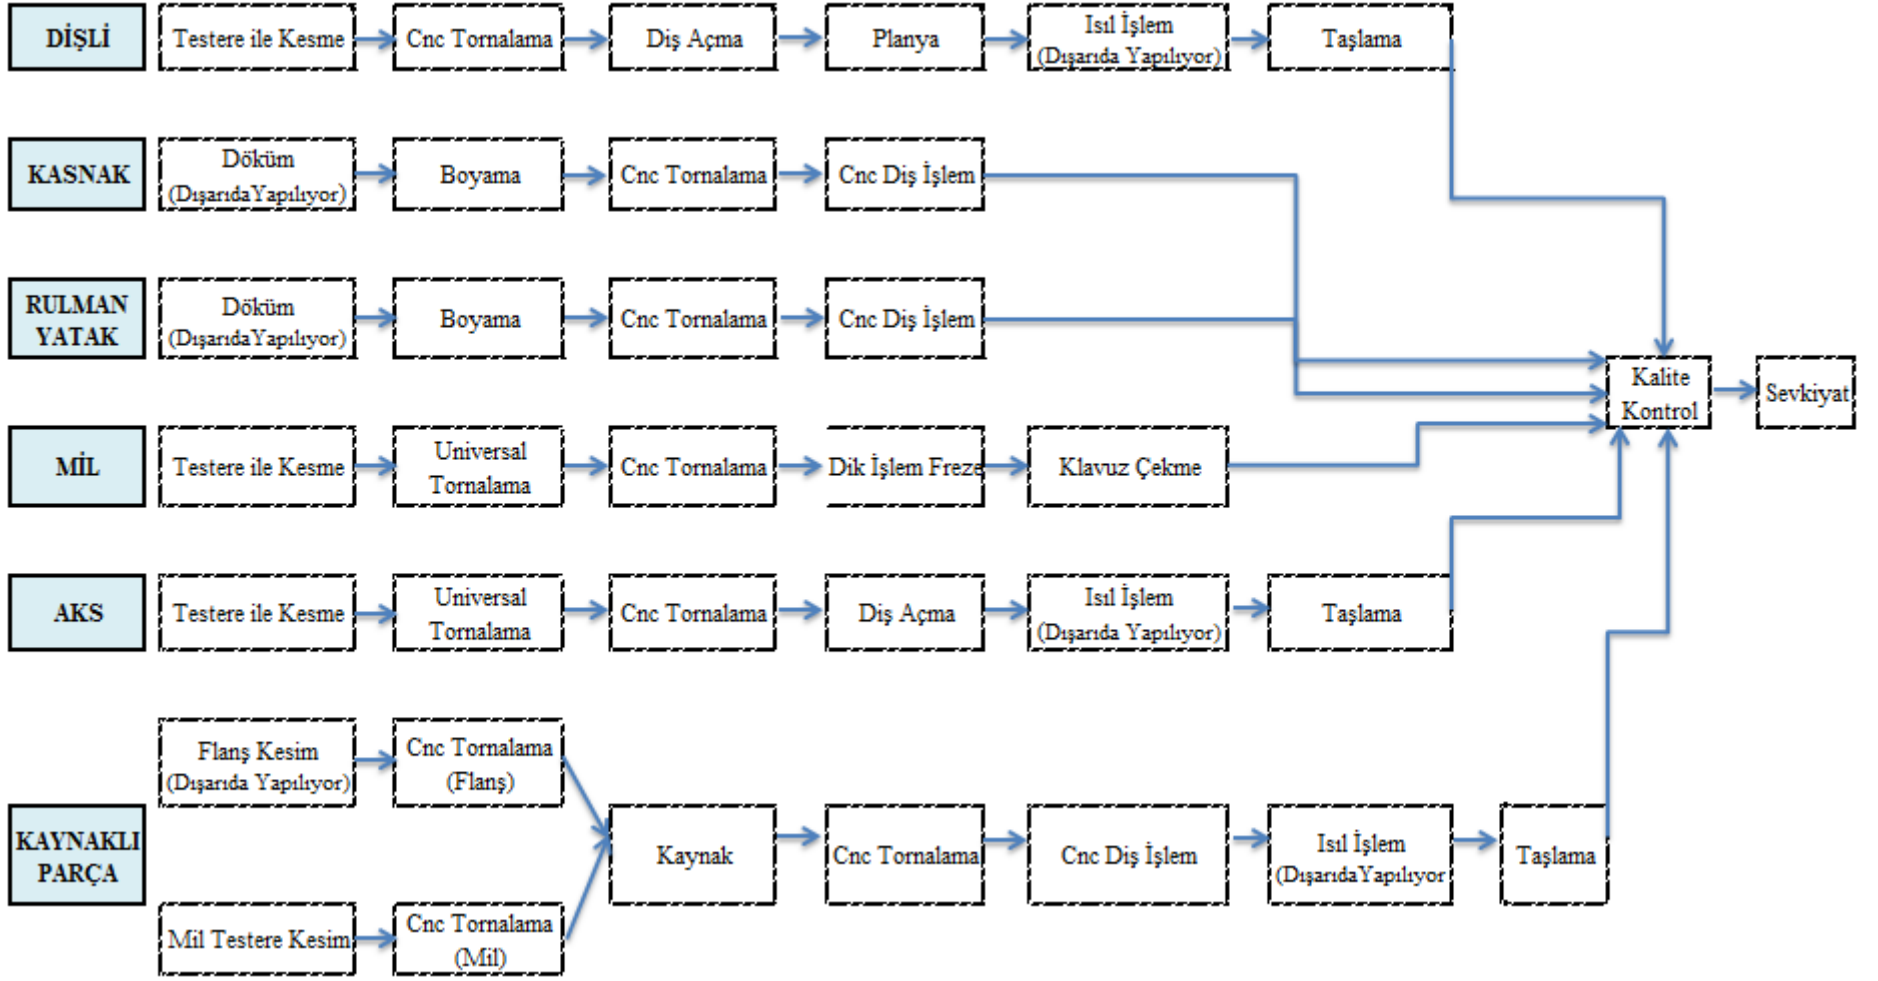 DİŞLİ
Testere ile Kesme
Cnc Tornalama
Diş Açma
Planya
Isıl İşlem
(Dışarıda Yapılıyor)
Taşlama
KASNAK
Döküm
(DışarıdaYapılıyor)
Boyama
Cnc Tornalama
Cnc Diş İşlem
RULMAN
YATAK
Döküm
(DışarıdaYapılıyor)
Boyama
Cnc Tornalama
Cnc Diş İşlem
Kalite
Kontrol
Sevkiyat
MİL
Testere ile Kesme
Universal
Tornalama
Cnc Tornalama
Dik İşlem Freze
Klavuz Çekme
AKS
Testere ile Kesme
Universal
Tornalama
Cnc Tornalama
Diş Açma
Isıl İşlem
(Dışarıda Yapılıyor)
Taşlama
KAYNAKLI
PARÇA
Flanş Kesim
(Dışarıda Yapılıyor)
Cnc Tornalama
(Flanş)
Mil Testere Kesim
Cnc Tornalama
(Mil)
Kaynak
Cnc Tornalama
Cnc Diş İşlem
Isıl İşlem
(DışarıdaYapılıyor
Taşlama